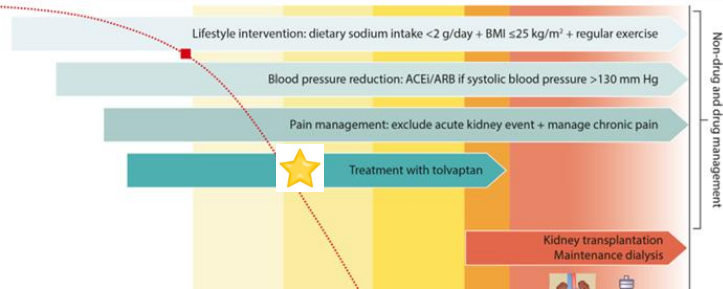 Lifestyle intervention: dietary sodium intake <2 g/day + BMI ≤25 kg/m² + regular exercise
Blood pressure reduction: ACEi/ARB if systolic blood pressure >130 mm Hg
Pain management: exclude acute kidney event + manage chronic pain
Treatment with tolvaptan
Kidney transplantation
Maintenance dialysis
Non-drug and drug management